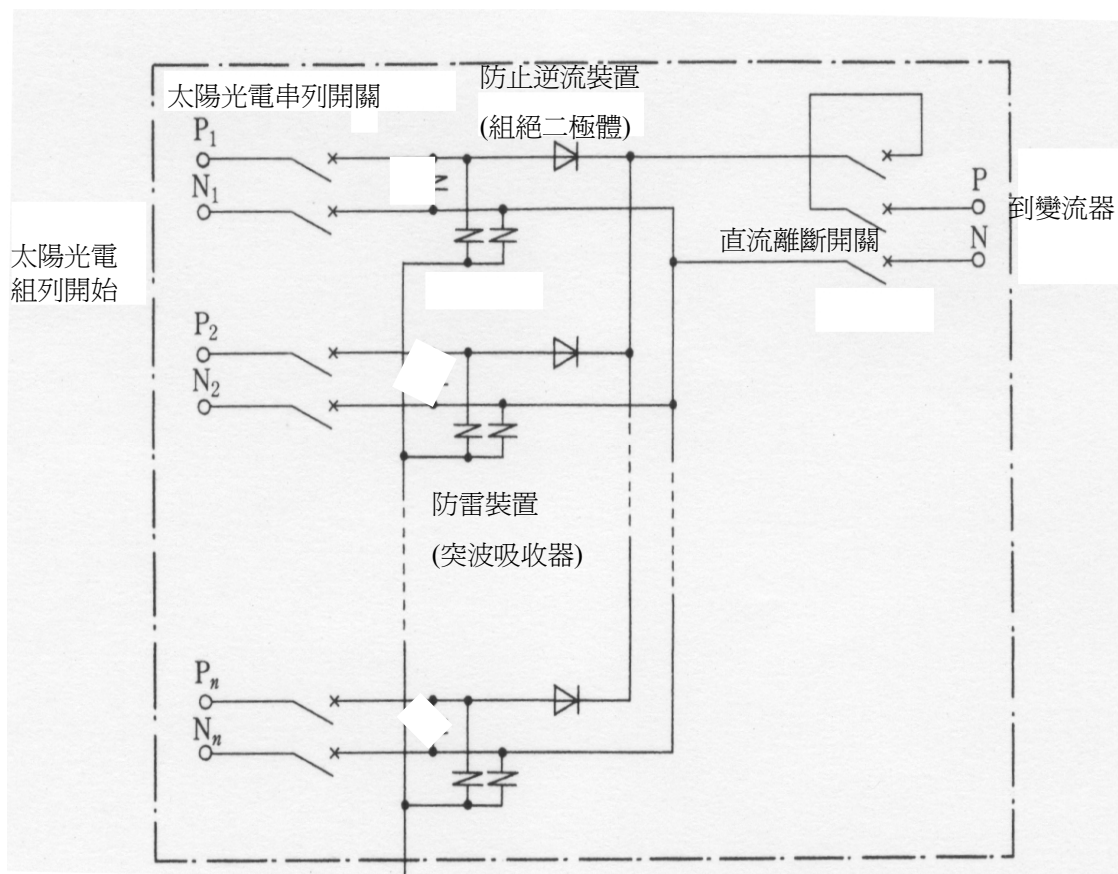 防止逆流裝置
太陽光電串列開關
(組絕二極體)
P₁
N₁
P
到變流器
N
直流離斷開關
太陽光電
組列開始
P₂
N₂
防雷裝置
(突波吸收器)
Pₙ
Nₙ